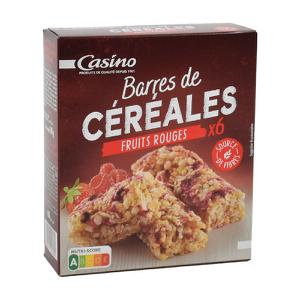 Casino
PRODUITS DE QUALITÉ DEPUIS 1901
Barres de
CÉRÉALES
FRUITS ROUGES
x6
SOURCE
DE FIBRES
NUTRI-SCORE
A B C D E